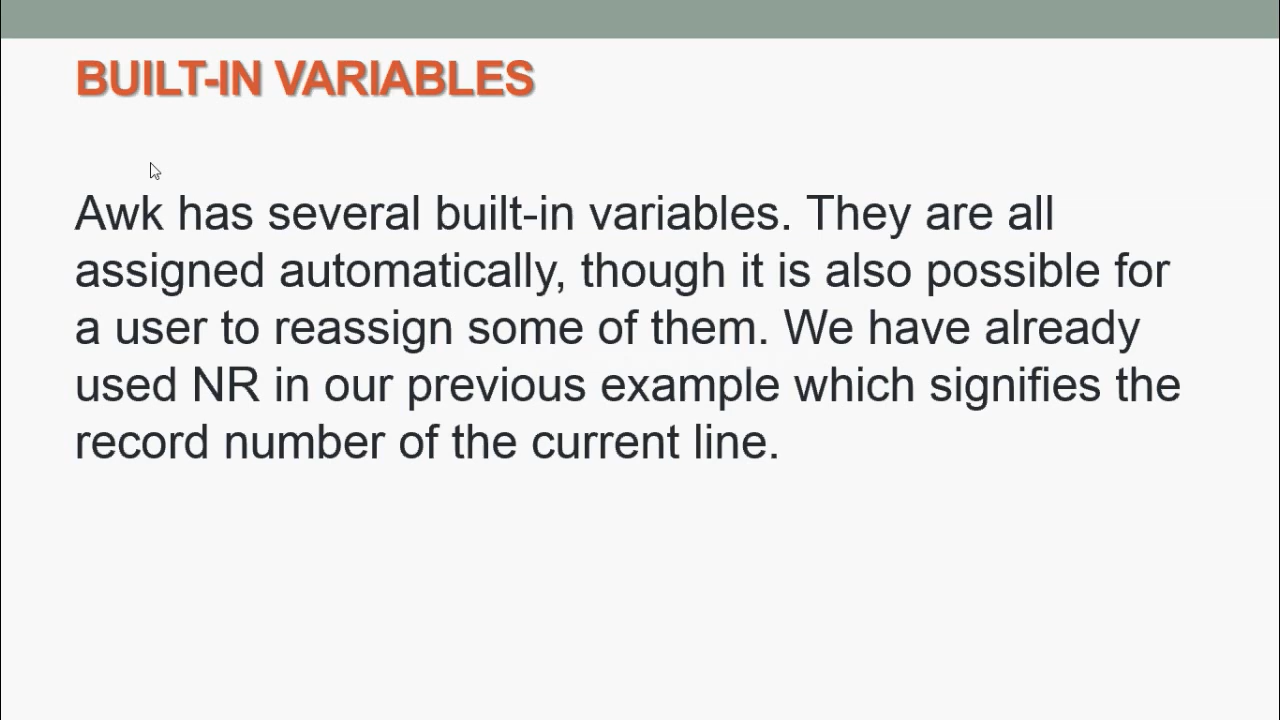 BUILT-IN VARIABLES
Awk has several built-in variables. They are all
assigned automatically, though it is also possible for
a user to reassign some of them. We have already
used NR in our previous example which signifies the
record number of the current line.